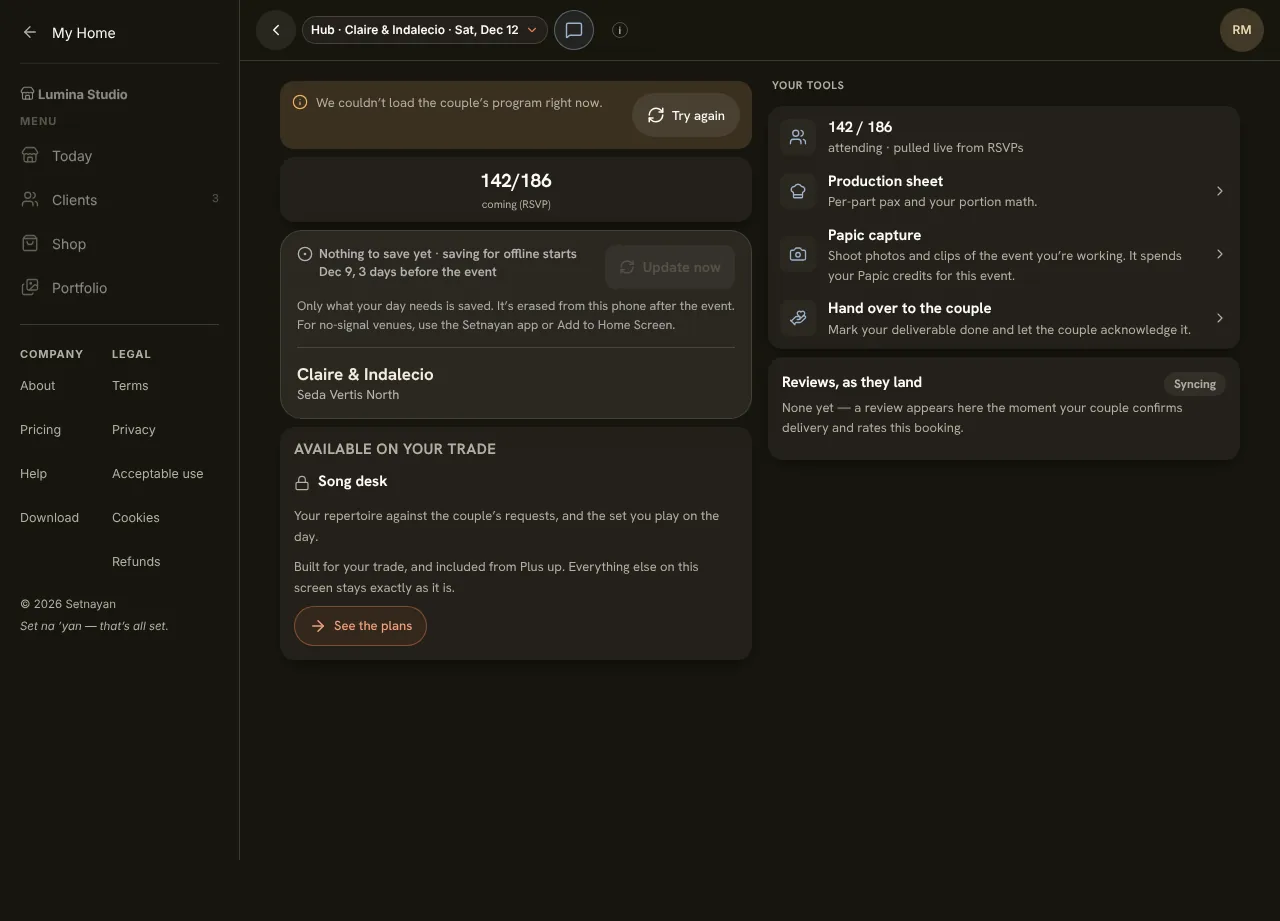 My Home
Lumina Studio
MENU
Today
Clients 3
Shop
Portfolio
COMPANY LEGAL
About Terms
Pricing Privacy
Help Acceptable use
Download Cookies
Refunds
© 2026 Setnayan
Set na 'yan — that's all set.
Hub · Claire & Indalecio · Sat, Dec 12
RM
We couldn’t load the couple’s program right now.
Try again
142/186
coming (RSVP)
Nothing to save yet · saving for offline starts
Dec 9, 3 days before the event
Update now
Only what your day needs is saved. It’s erased from this phone after the event.
For no-signal venues, use the Setnayan app or Add to Home Screen.
Claire & Indalecio
Seda Vertis North
AVAILABLE ON YOUR TRADE
Song desk
Your repertoire against the couple’s requests, and the set you play on the
day.
Built for your trade, and included from Plus up. Everything else on this
screen stays exactly as it is.
See the plans
YOUR TOOLS
142 / 186
attending · pulled live from RSVPs
Production sheet
Per-part pax and your portion math.
Papic capture
Shoot photos and clips of the event you’re working. It spends
your Papic credits for this event.
Hand over to the couple
Mark your deliverable done and let the couple acknowledge it.
Reviews, as they land
Syncing
None yet — a review appears here the moment your couple confirms
delivery and rates this booking.